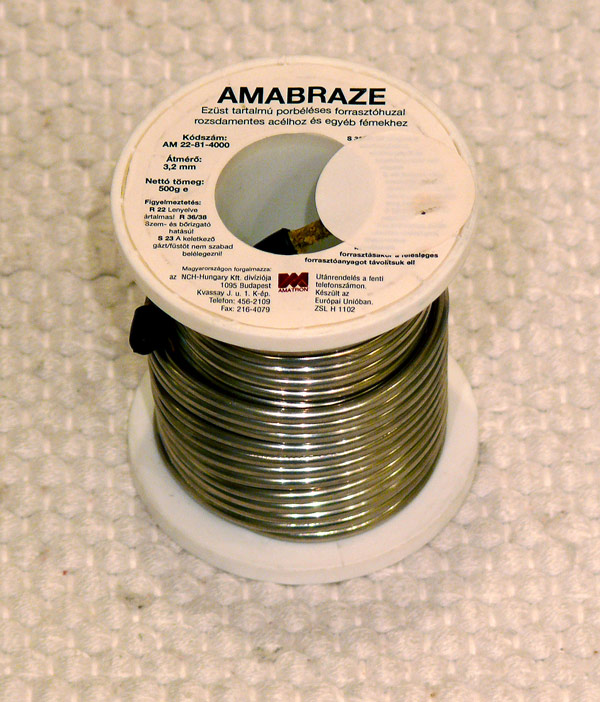 AMABRAZE
Ezüst tartalmú porbéléses forrasztóhuzal
rozsdamentes acélhoz és egyéb fémekhez
Kódszám:
AM 22-81-4000
Átmérő:
3,2 mm
Nettó tömeg:
500g e
Figyelmeztetés:
R 22 Lenyelve
ártalmas! R 36/38
Szem- és bőrizgató
hatású!
S 23 A keletkező
gázt/füstöt nem szabad
belélegezni!
S
forrasztásakor a felesleges
forrasztóanyagot távolítsuk el!
Magyarországon forgalmazza:
az NCH-Hungary Kft. divíziója
1095 Budapest
Kvassay J. u. 1. K-ép.
Telefon: 456-2109
Fax: 216-4079
AMATRON
Utánrendelés a fenti
telefonszámon.
Készült az
Európai Unióban.
ZSL H 1102